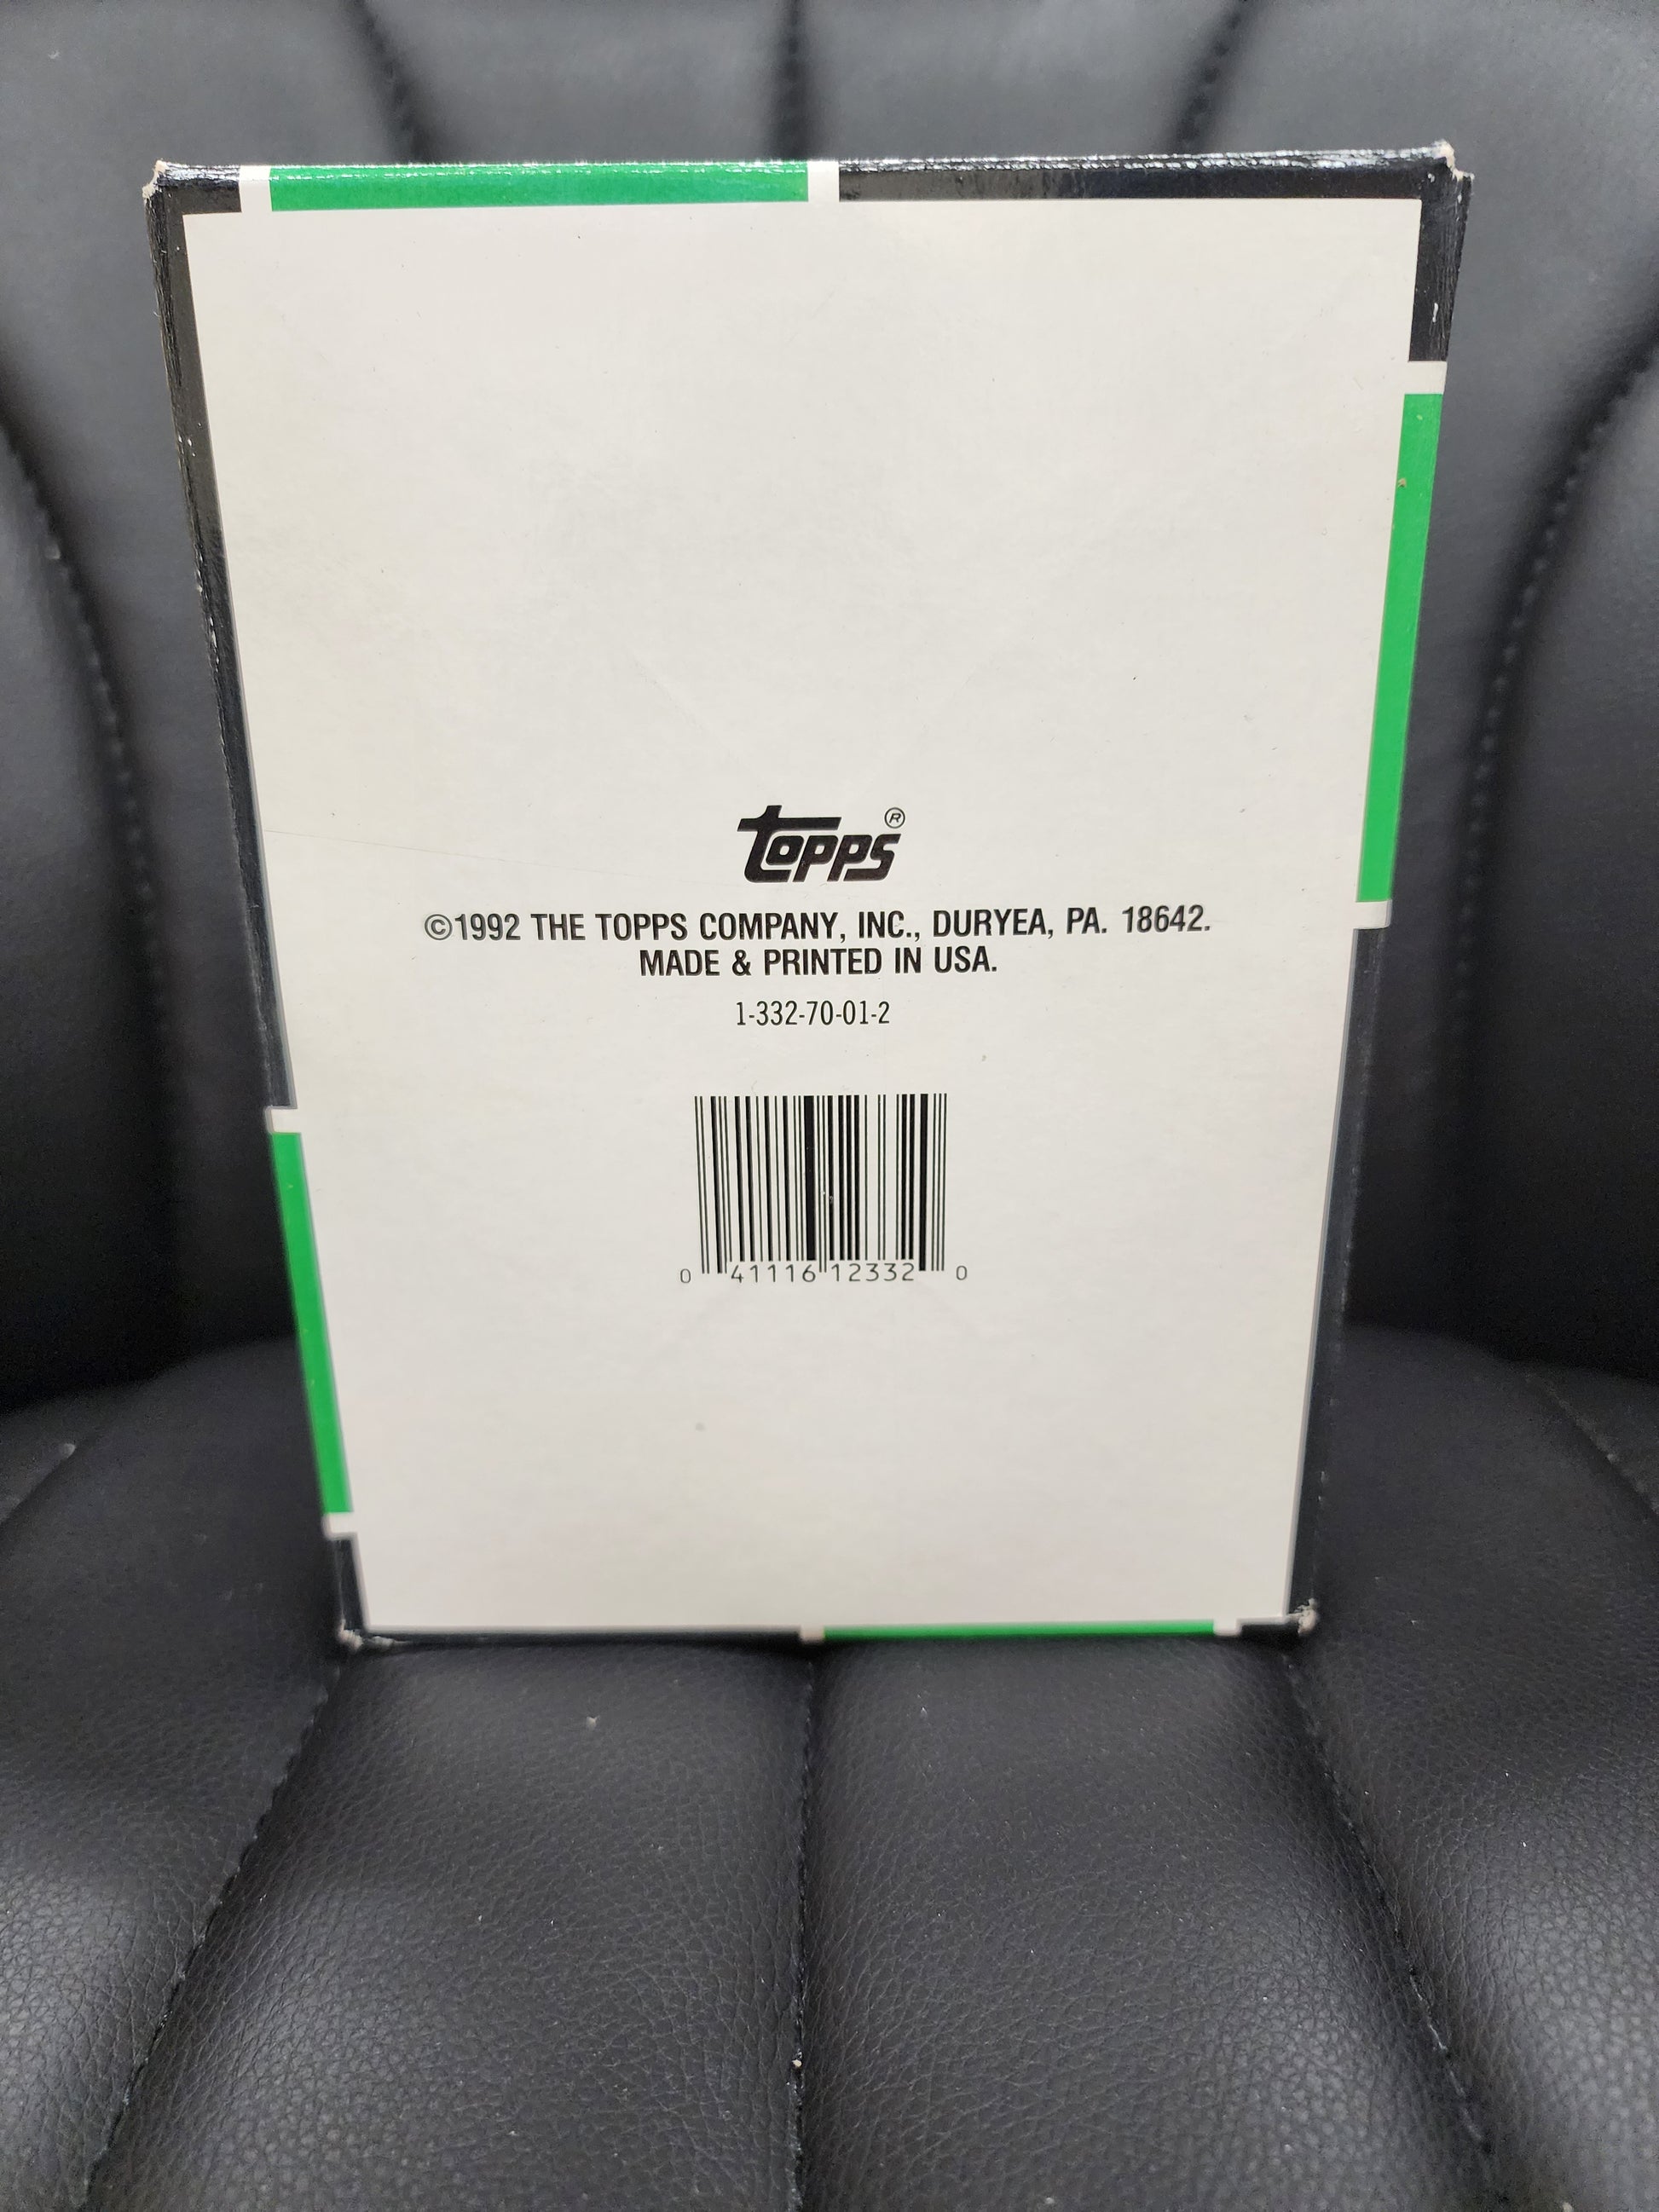 Topps®
©1992 THE TOPPS COMPANY, INC., DURYEA, PA. 18642.
MADE & PRINTED IN USA.
1-332-70-01-2
0 41116 12332 0